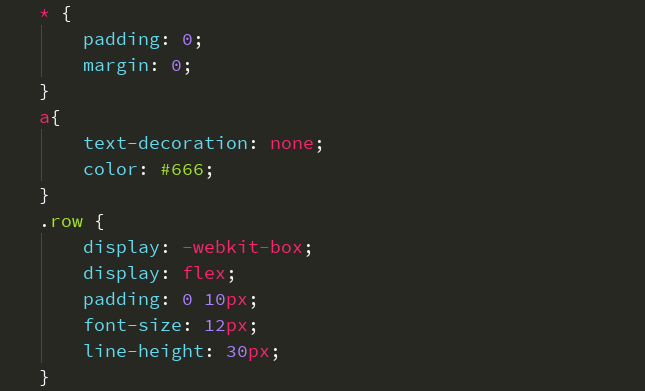 * {
    padding: 0;
    margin: 0;
}
a{
    text-decoration: none;
    color: #666;
}
.row {
    display: -webkit-box;
    display: flex;
    padding: 0 10px;
    font-size: 12px;
    line-height: 30px;
}